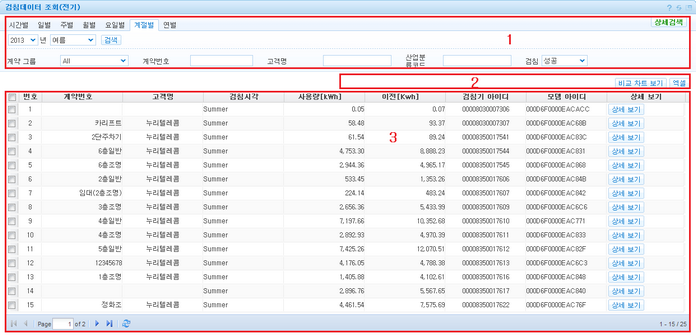 검침데이터 조회(전기)
시간별 일별 주별 월별 요일별 계절별 연별 상세검색
2013 년 여름 검색
1
계약 그룹 All 계약번호 고객명 산업분류코드 검침 성공
2
비교 차트 보기 엑셀
번호 계약번호 고객명 검침시각 사용량[kWh] 이전[Kwh] 검침기 아이디 모뎀 아이디 상세 보기
1 Summer 0.05 0.07 00008030007306 000D6F0000EACACC 상세 보기
2 카리프트 누리텔레콤 Summer 58.48 93.37 00008030007307 000D6F0000EAC68B 상세 보기
3 2단주차기 누리텔레콤 Summer 61.54 89.24 00008350017541 000D6F0000EAC83C 상세 보기
3
4 6층일반 누리텔레콤 Summer 4,753.30 8,888.23 00008350017544 000D6F0000EAC831 상세 보기
5 6층조명 누리텔레콤 Summer 2,944.36 4,965.17 00008350017545 000D6F0000EAC868 상세 보기
6 2층일반 누리텔레콤 Summer 533.45 1,353.26 00008350017606 000D6F0000EAC84B 상세 보기
7 임대(2층조명) 누리텔레콤 Summer 224.14 483.24 00008350017607 000D6F0000EAC842 상세 보기
8 3층조명 누리텔레콤 Summer 2,656.36 5,433.99 00008350017609 000D6F0000EAC6C6 상세 보기
9 4층일반 누리텔레콤 Summer 7,197.66 10,352.68 00008350017610 000D6F0000EAC771 상세 보기
10 4층조명 누리텔레콤 Summer 2,892.93 4,970.39 00008350017611 000D6F0000EAC833 상세 보기
11 5층일반 누리텔레콤 Summer 7,425.26 12,070.51 00008350017612 000D6F0000EAC82F 상세 보기
12 12345678 누리텔레콤 Summer 4,176.05 4,788.38 00008350017613 000D6F0000EAC6C3 상세 보기
13 1층조명 누리텔레콤 Summer 1,405.88 4,102.61 00008350017616 000D6F0000EAC848 상세 보기
14 Summer 2,896.76 5,567.65 00008350017617 000D6F0000EAC840 상세 보기
15 정화조 누리텔레콤 Summer 4,461.54 7,575.69 00008350017622 000D6F0000EAC76F 상세 보기
Page 1 of 2 1 - 15 / 25